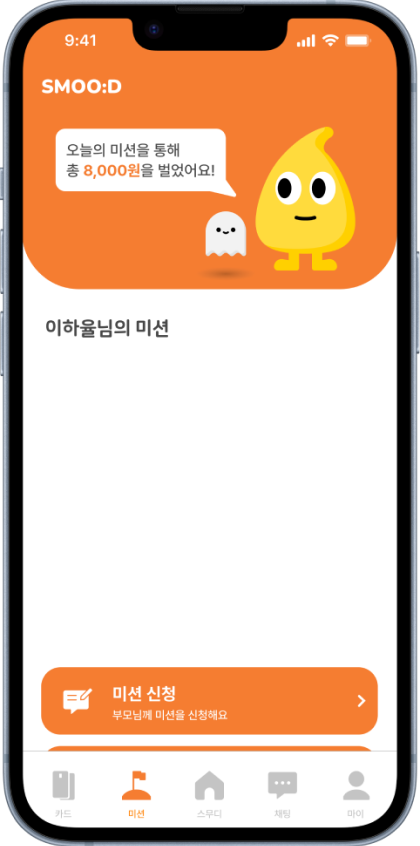 9:41
SMOO:D
오늘의 미션을 통해
총 8,000원을 벌었어요!
이하율님의 미션
미션 신청
부모님께 미션을 신청해요
카드
미션
스무디
채팅
마이